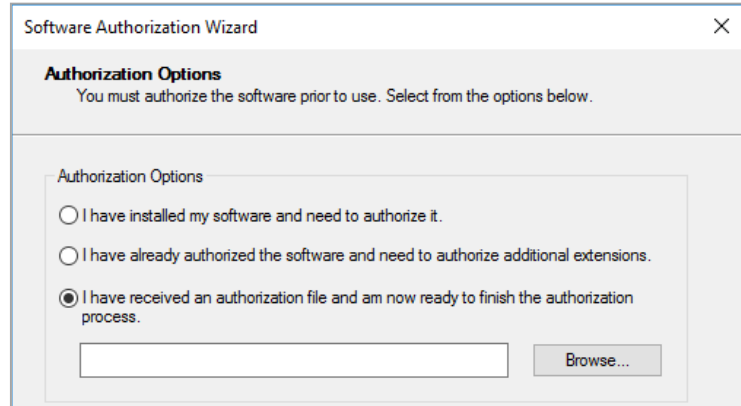 Software Authorization Wizard
Authorization Options
You must authorize the software prior to use. Select from the options below.
Authorization Options
I have installed my software and need to authorize it.
I have already authorized the software and need to authorize additional extensions.
I have received an authorization file and am now ready to finish the authorization
process.
Browse...